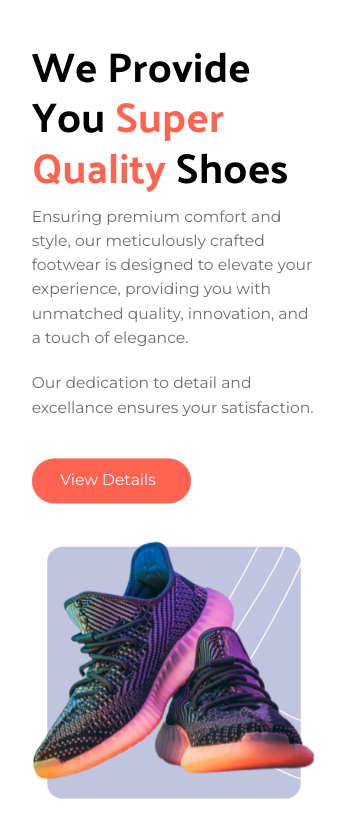 We Provide
You Super
Quality Shoes
Ensuring premium comfort and
style, our meticulously crafted
footwear is designed to elevate your
experience, providing you with
unmatched quality, innovation, and
a touch of elegance.
Our dedication to detail and
excellance ensures your satisfaction.
View Details